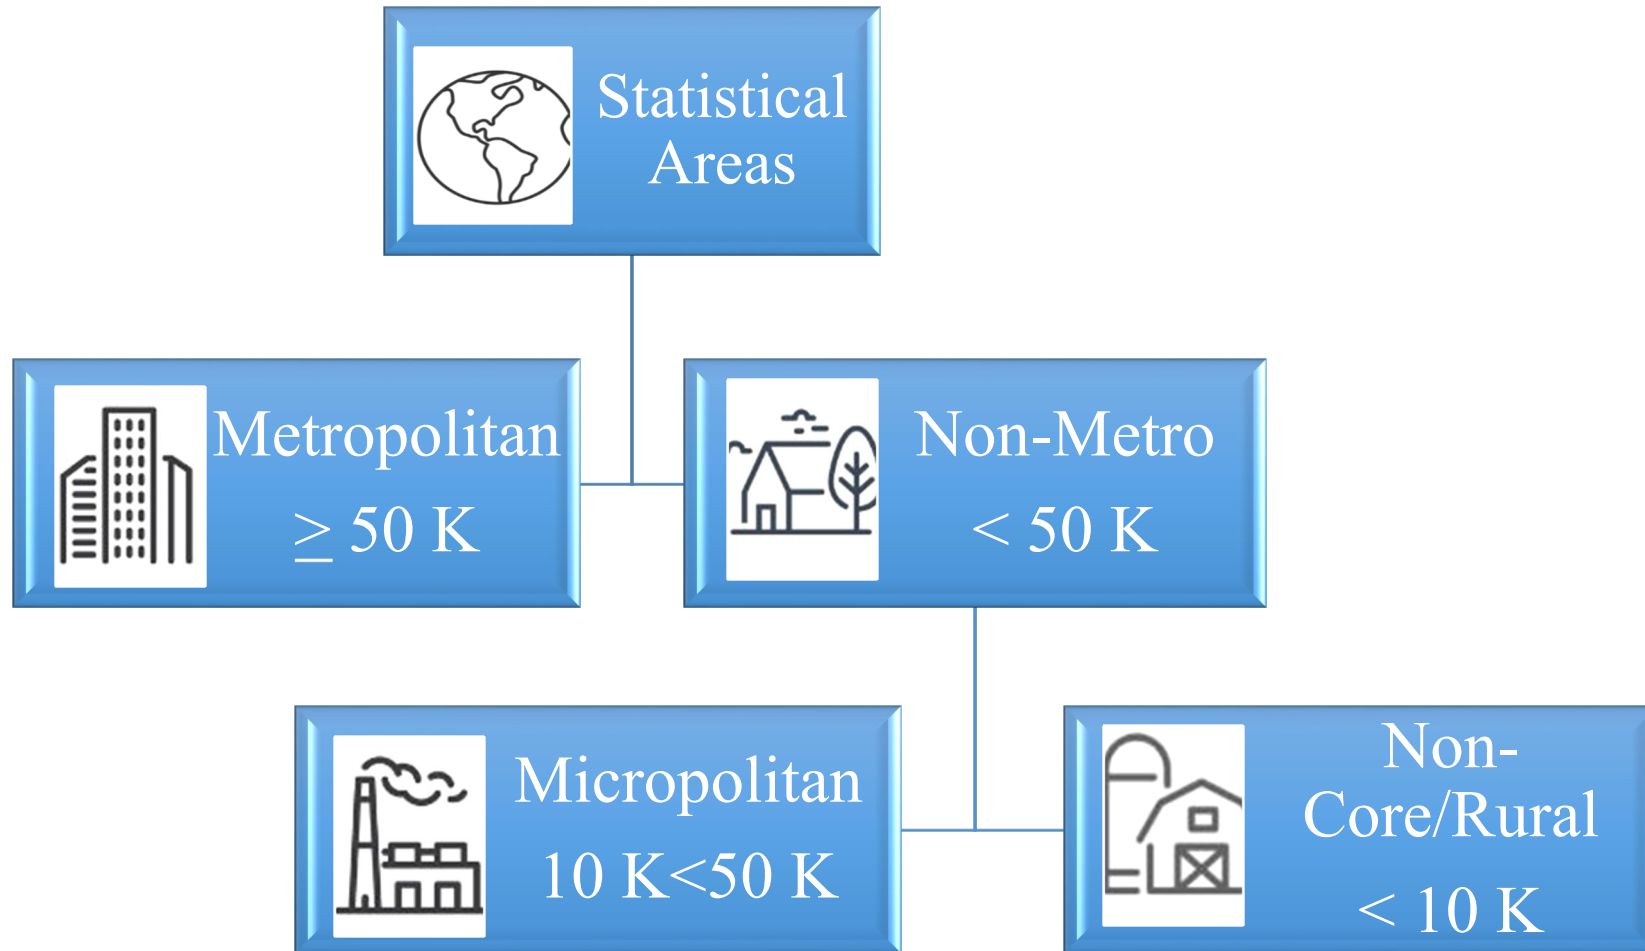 Statistical
Areas
Metropolitan
≥ 50 K
Non-Metro
< 50 K
Micropolitan
10 K<50 K
Non-
Core/Rural
< 10 K